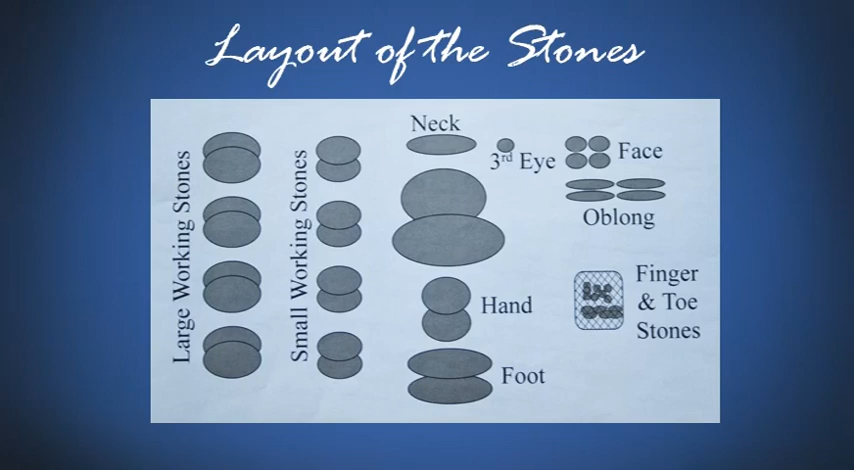 Layout of the Stones
Large Working Stones
Small Working Stones
Neck
3rd Eye
Face
Oblong
Hand
Foot
Finger
& Toe
Stones